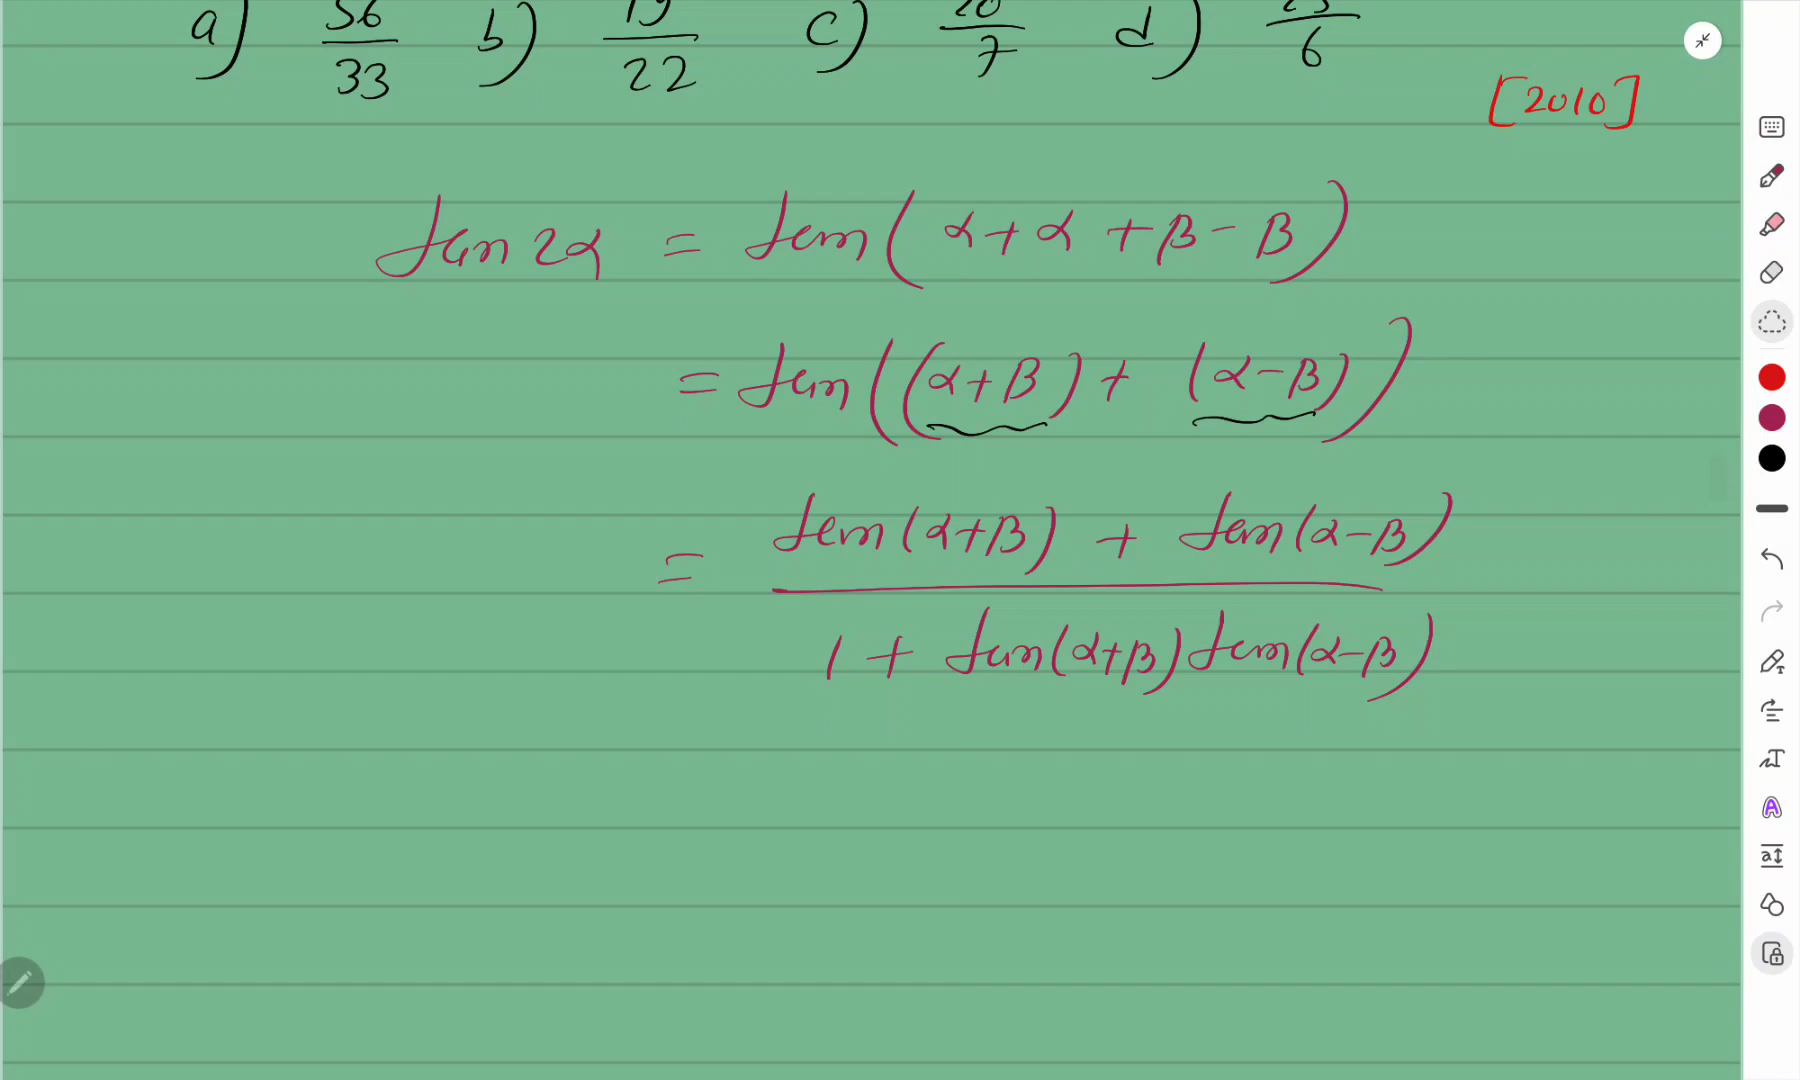 a) 56/33 b) 19/22 c) 20/7 d) 25/6
[2010]
tan 2α = tan(α+α+β-β)
= tan((α+β)+(α-β))
= tan(α+β) + tan(α-β) / 1 + tan(α+β) tan(α-β)